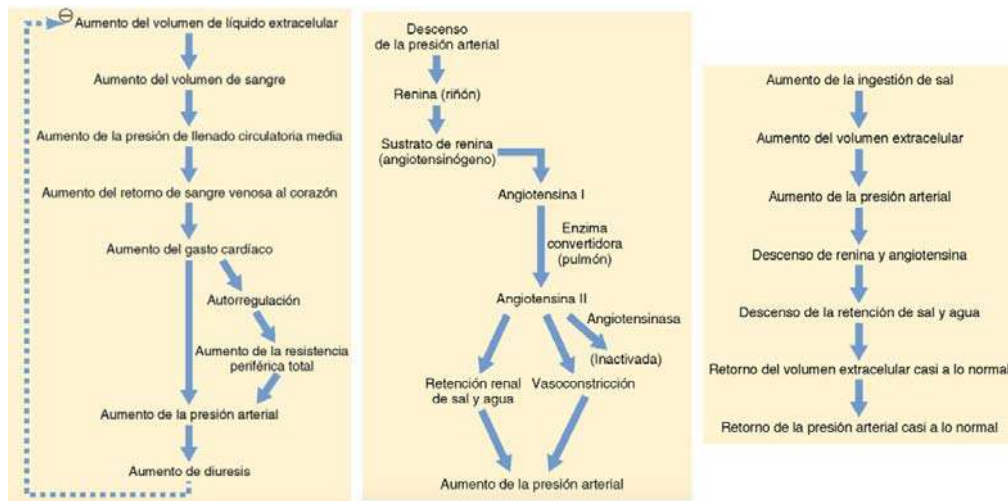 Aumento del volumen de líquido extracelular
Aumento del volumen de sangre
Aumento de la presión de llenado circulatoria media
Aumento del retorno de sangre venosa al corazón
Aumento del gasto cardíaco
Autorregulación
Aumento de la resistencia
periférica total
Aumento de la presión arterial
Aumento de diuresis
Descenso
de la presión arterial
Renina (riñón)
Sustrato de renina
(angiotensinógeno)
Angiotensina I
Enzima
convertidora
(pulmón)
Angiotensina II
Angiotensinasa
(Inactivada)
Retención renal
de sal y agua
Vasoconstricción
Aumento de la presión arterial
Aumento de la ingestión de sal
Aumento del volumen extracelular
Aumento de la presión arterial
Descenso de renina y angiotensina
Descenso de la retención de sal y agua
Retorno del volumen extracelular casi a lo normal
Retorno de la presión arterial casi a lo normal